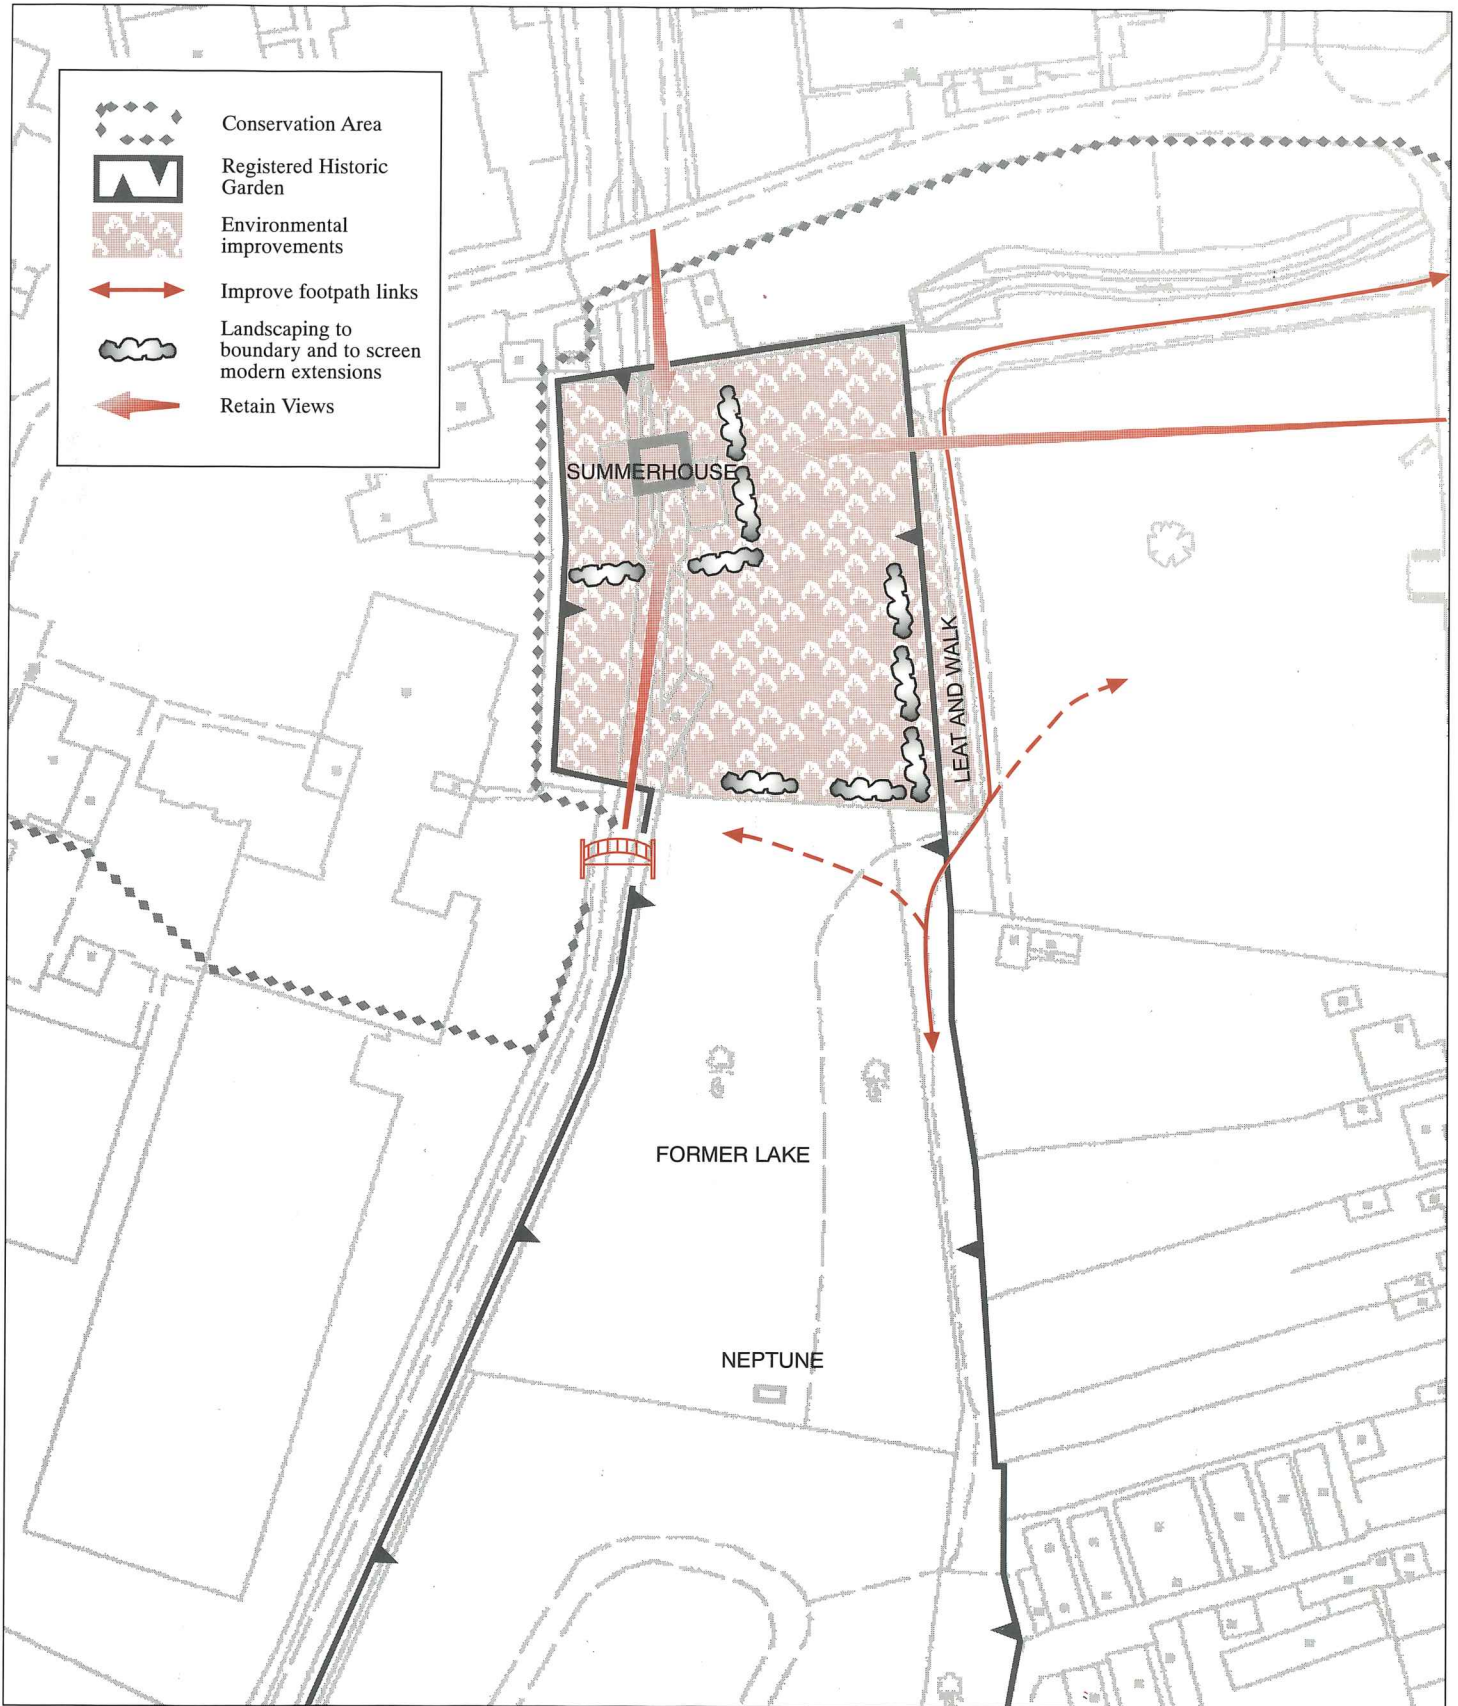 Conservation Area
Registered Historic
Garden
Environmental
improvements
Improve footpath links
Landscaping to
boundary and to screen
modern extensions
Retain Views
SUMMERHOUSE
LEAT AND WALK
FORMER LAKE
NEPTUNE